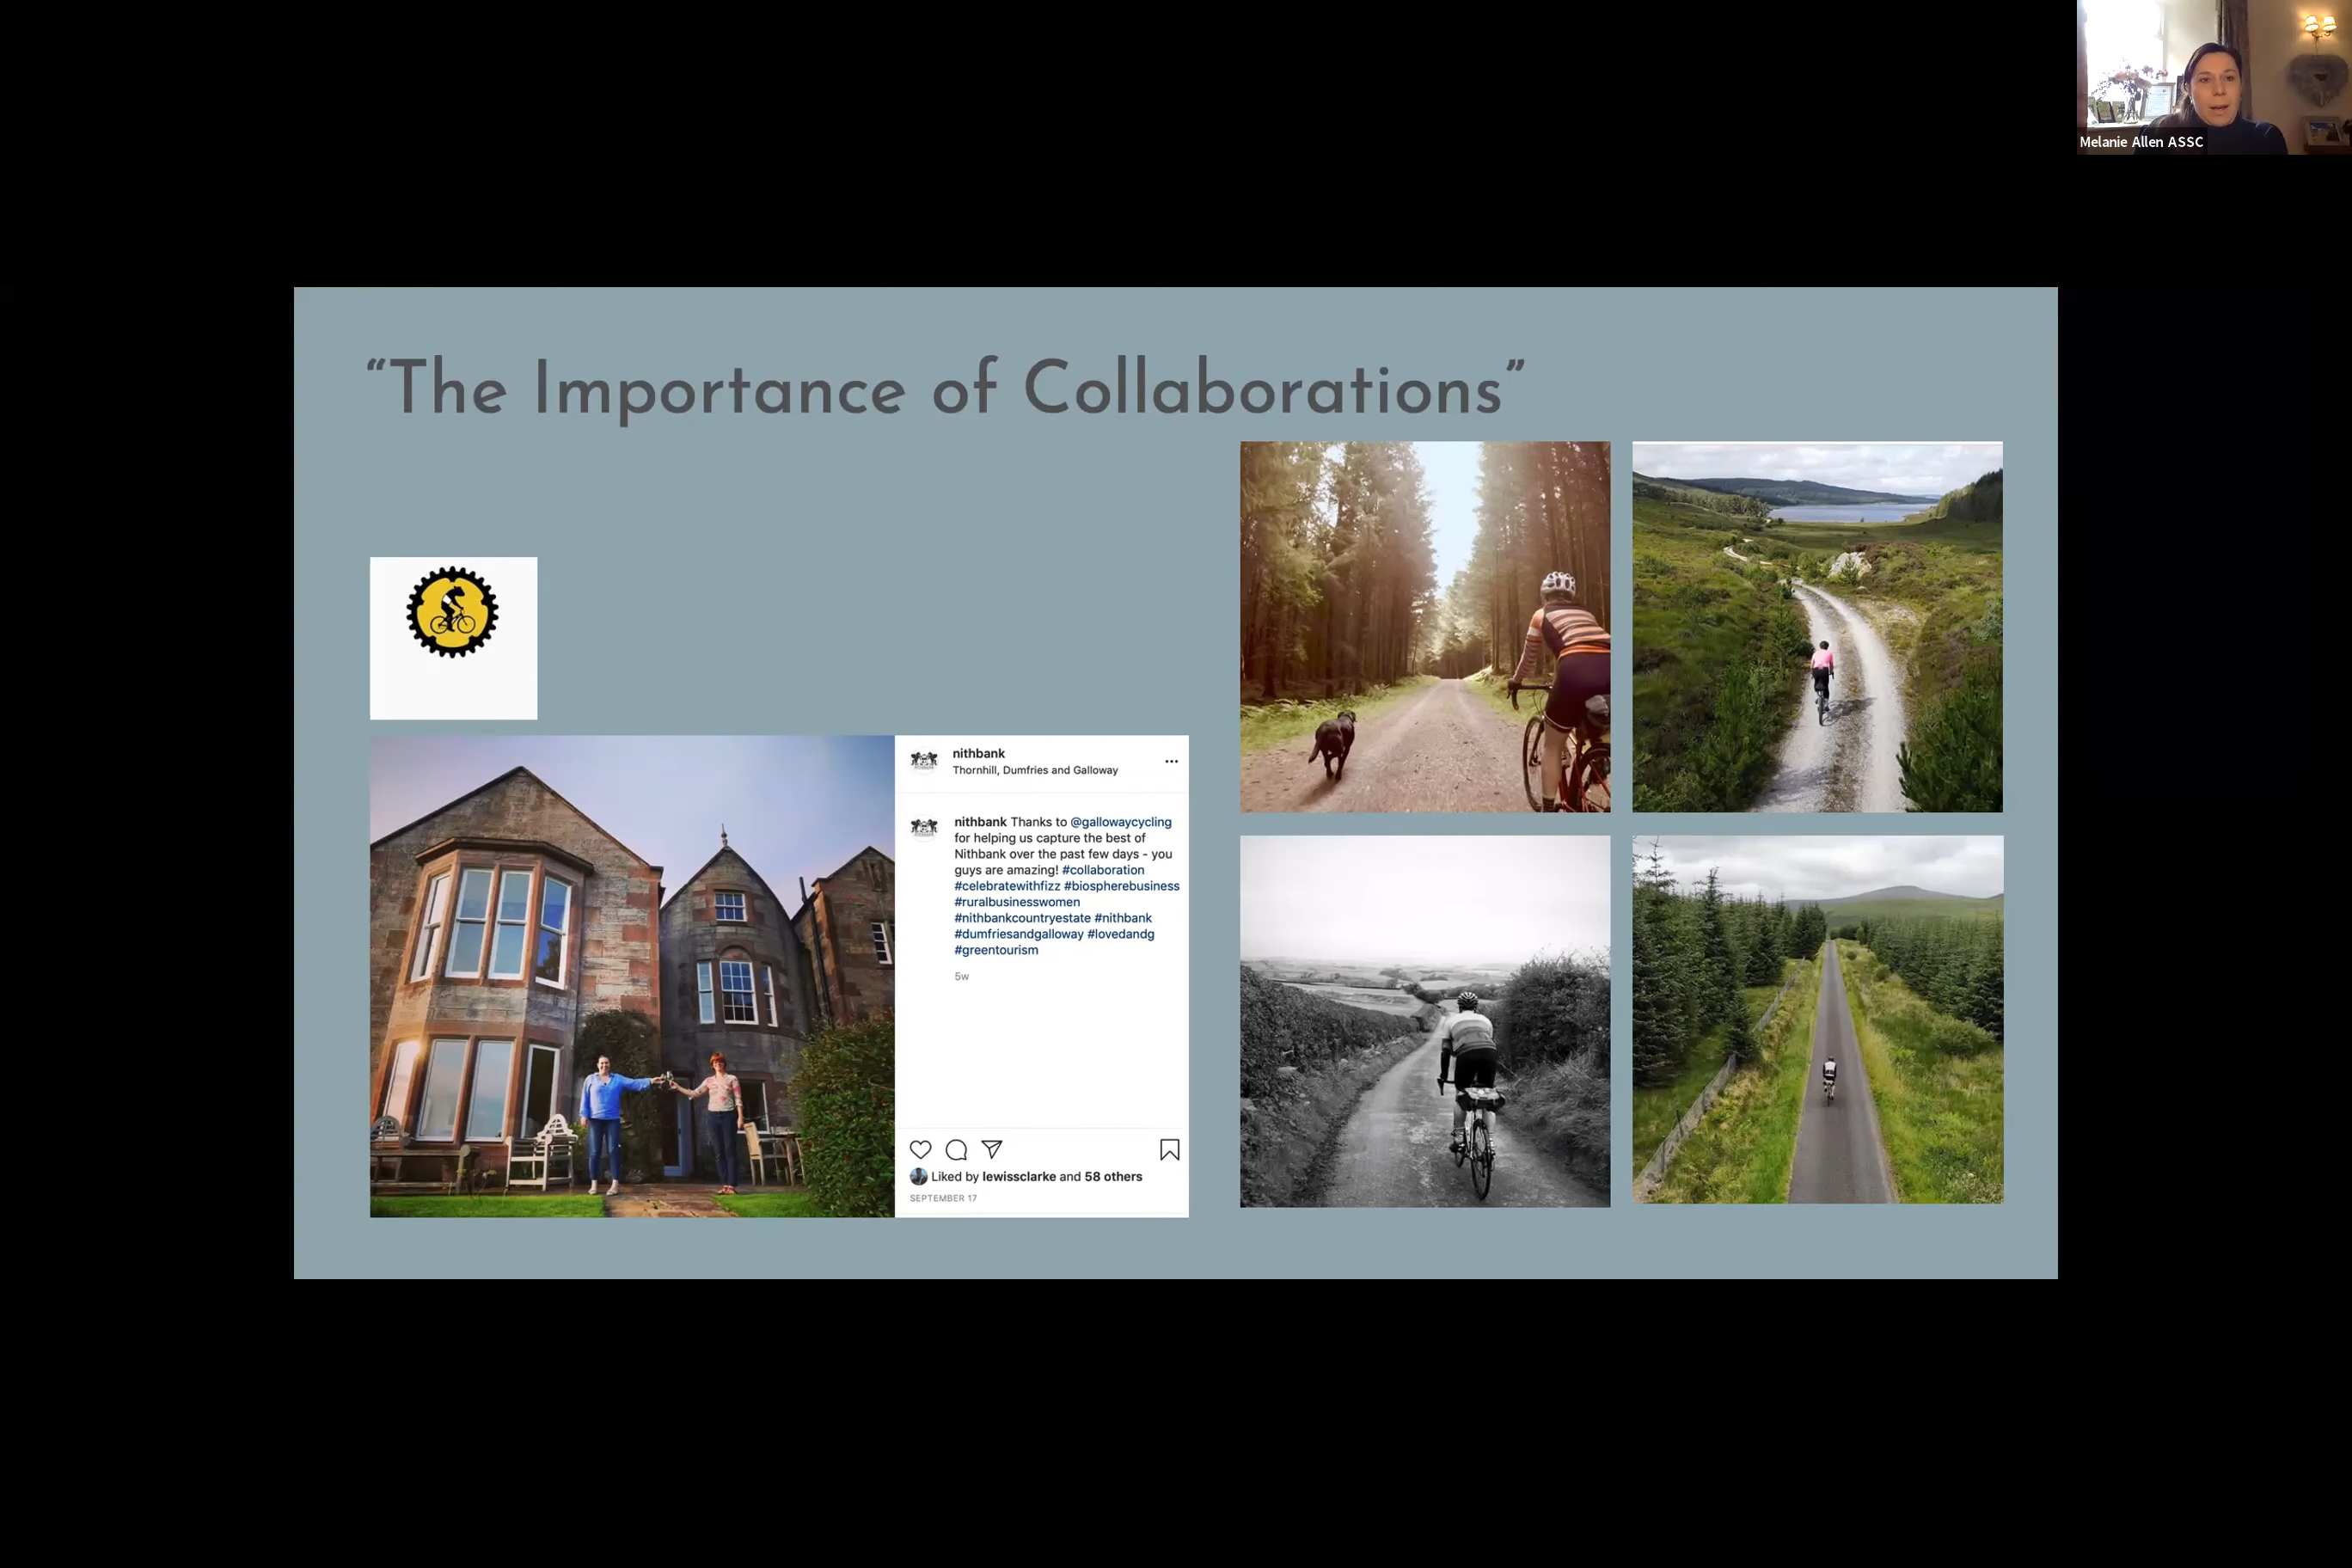 Melanie Allen ASSC
“The Importance of Collaborations”
nithbank
Thornhill, Dumfries and Galloway
nithbank Thanks to @gallowaycycling
for helping us capture the best of
Nithbank over the past few days - you
guys are amazing! #collaboration
#celebratewithfizz #biospherebusiness
#ruralbusinesswomen
#nithbankcountryestate #nithbank
#dumfriesandgalloway #lovedandg
#greentourism
5w
Liked by lewissclarke and 58 others
SEPTEMBER 17